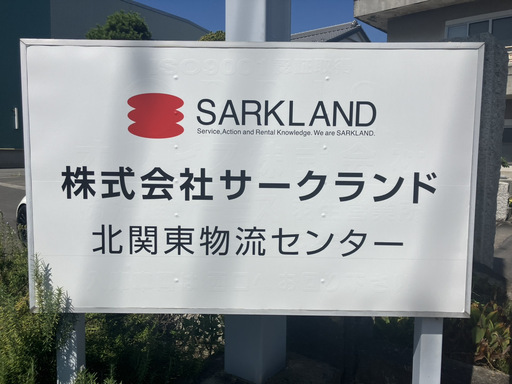 SARKLAND
Service,Action and Rental Knowledge. We are SARKLAND.
株式会社サークランド
北関東物流センター